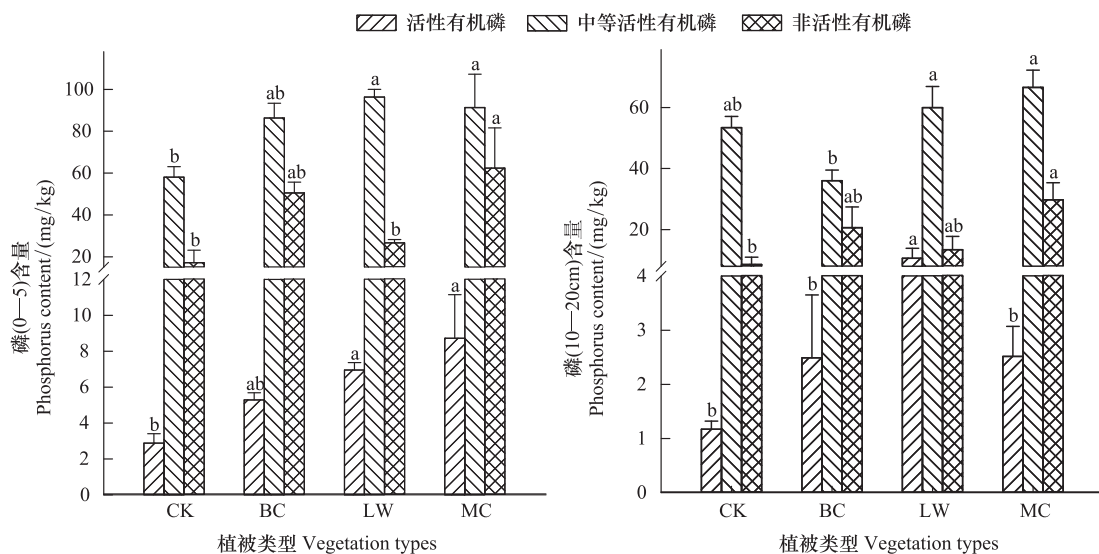 活性有机磷 中等活性有机磷 非活性有机磷
磷(0—5)含量
Phosphorus content/(mg/kg)
100
80
60
40
20
12
10
8
6
4
2
0
b
b
b
ab
ab
ab
a
b
a
a
a
a
CK BC LW MC
植被类型 Vegetation types
磷(10—20cm)含量
Phosphorus content/(mg/kg)
60
40
20
4
3
2
1
0
ab
b
b
b
ab
b
a
a
ab
a
a
b
CK BC LW MC
植被类型 Vegetation types